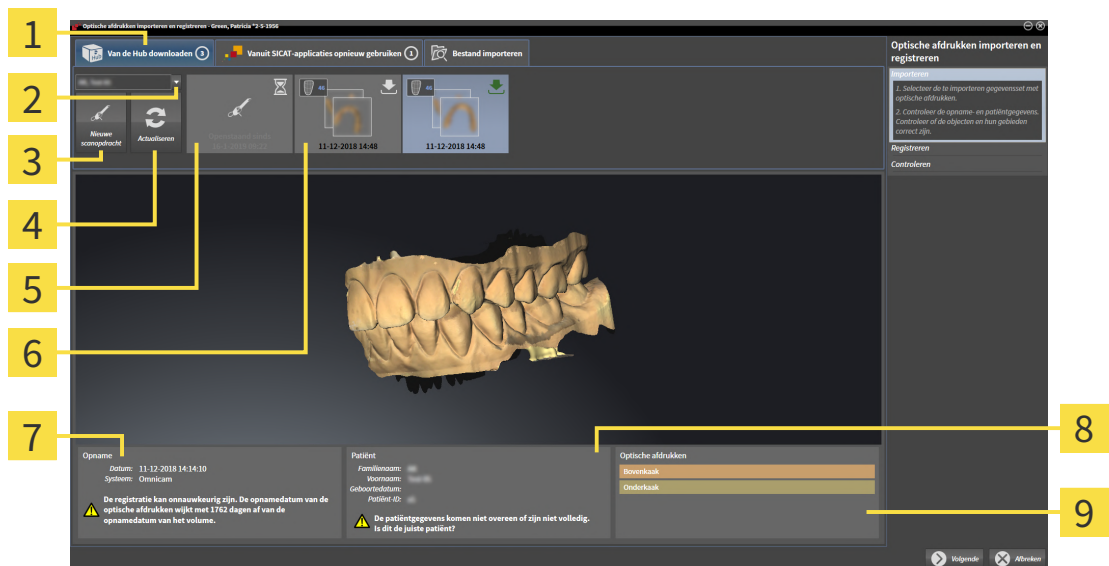 Optische afdrukken importeren en registreren - Green, Patricia *2-5-1956
1
Van de Hub downloaden 3
Vanuit SICAT-applicaties opnieuw gebruiken 1
Bestand importeren
Optische afdrukken importeren en
registreren
Importeren
1. Selecteer de te importeren gegevensset met
optische afdrukken.
2. Controleer de opname- en patiëntgegevens.
Controleer of de objecten en hun gebieden
correct zijn.
Registreren
Controleren
2
Nieuwe
scanopdracht
Actualiseren
46
11-12-2018 14:48
46
11-12-2018 14:48
3
4
5
6
7
8
9
Opname
Datum: 11-12-2018 14:14:10
Systeem: Omnicam
De registratie kan onnauwkeurig zijn. De opnamedatum van de
optische afdrukken wijkt met 1762 dagen af van de
opnamedatum van het volume.
Patiënt
Familienaam:
Voornaam:
Geboortedatum:
Patiënt-ID:
De patiëntgegevens komen niet overeen of zijn niet volledig.
Is dit de juiste patiënt?
Optische afdrukken
Bovenkaak
Onderkaak
Volgende
Afbreken